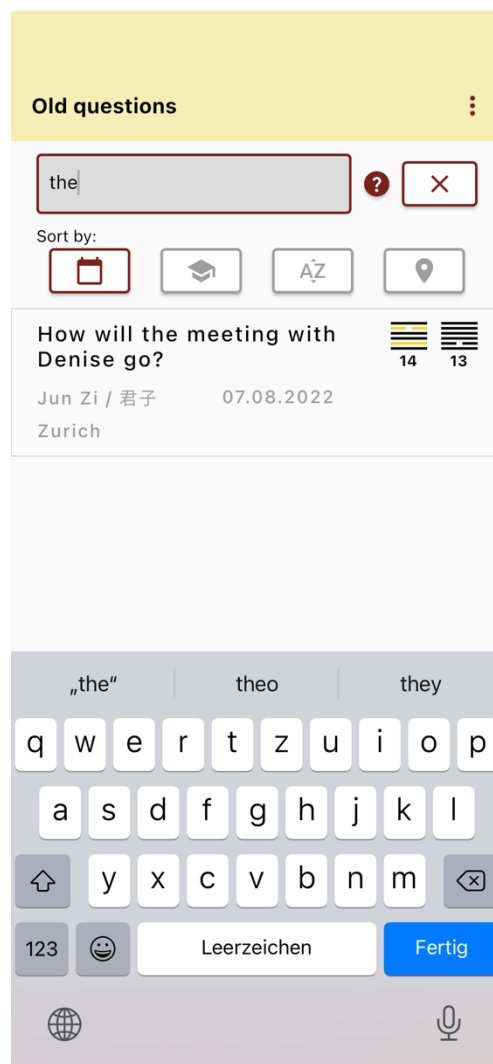 Old questions
the
?
Sort by:
AZ
How will the meeting with
Denise go?
14 13
Jun Zi / 君子 07.08.2022
Zurich
„the“ theo they
q w e r t z u i o p
a s d f g h j k l
y x c v b n m
123 Leerzeichen Fertig